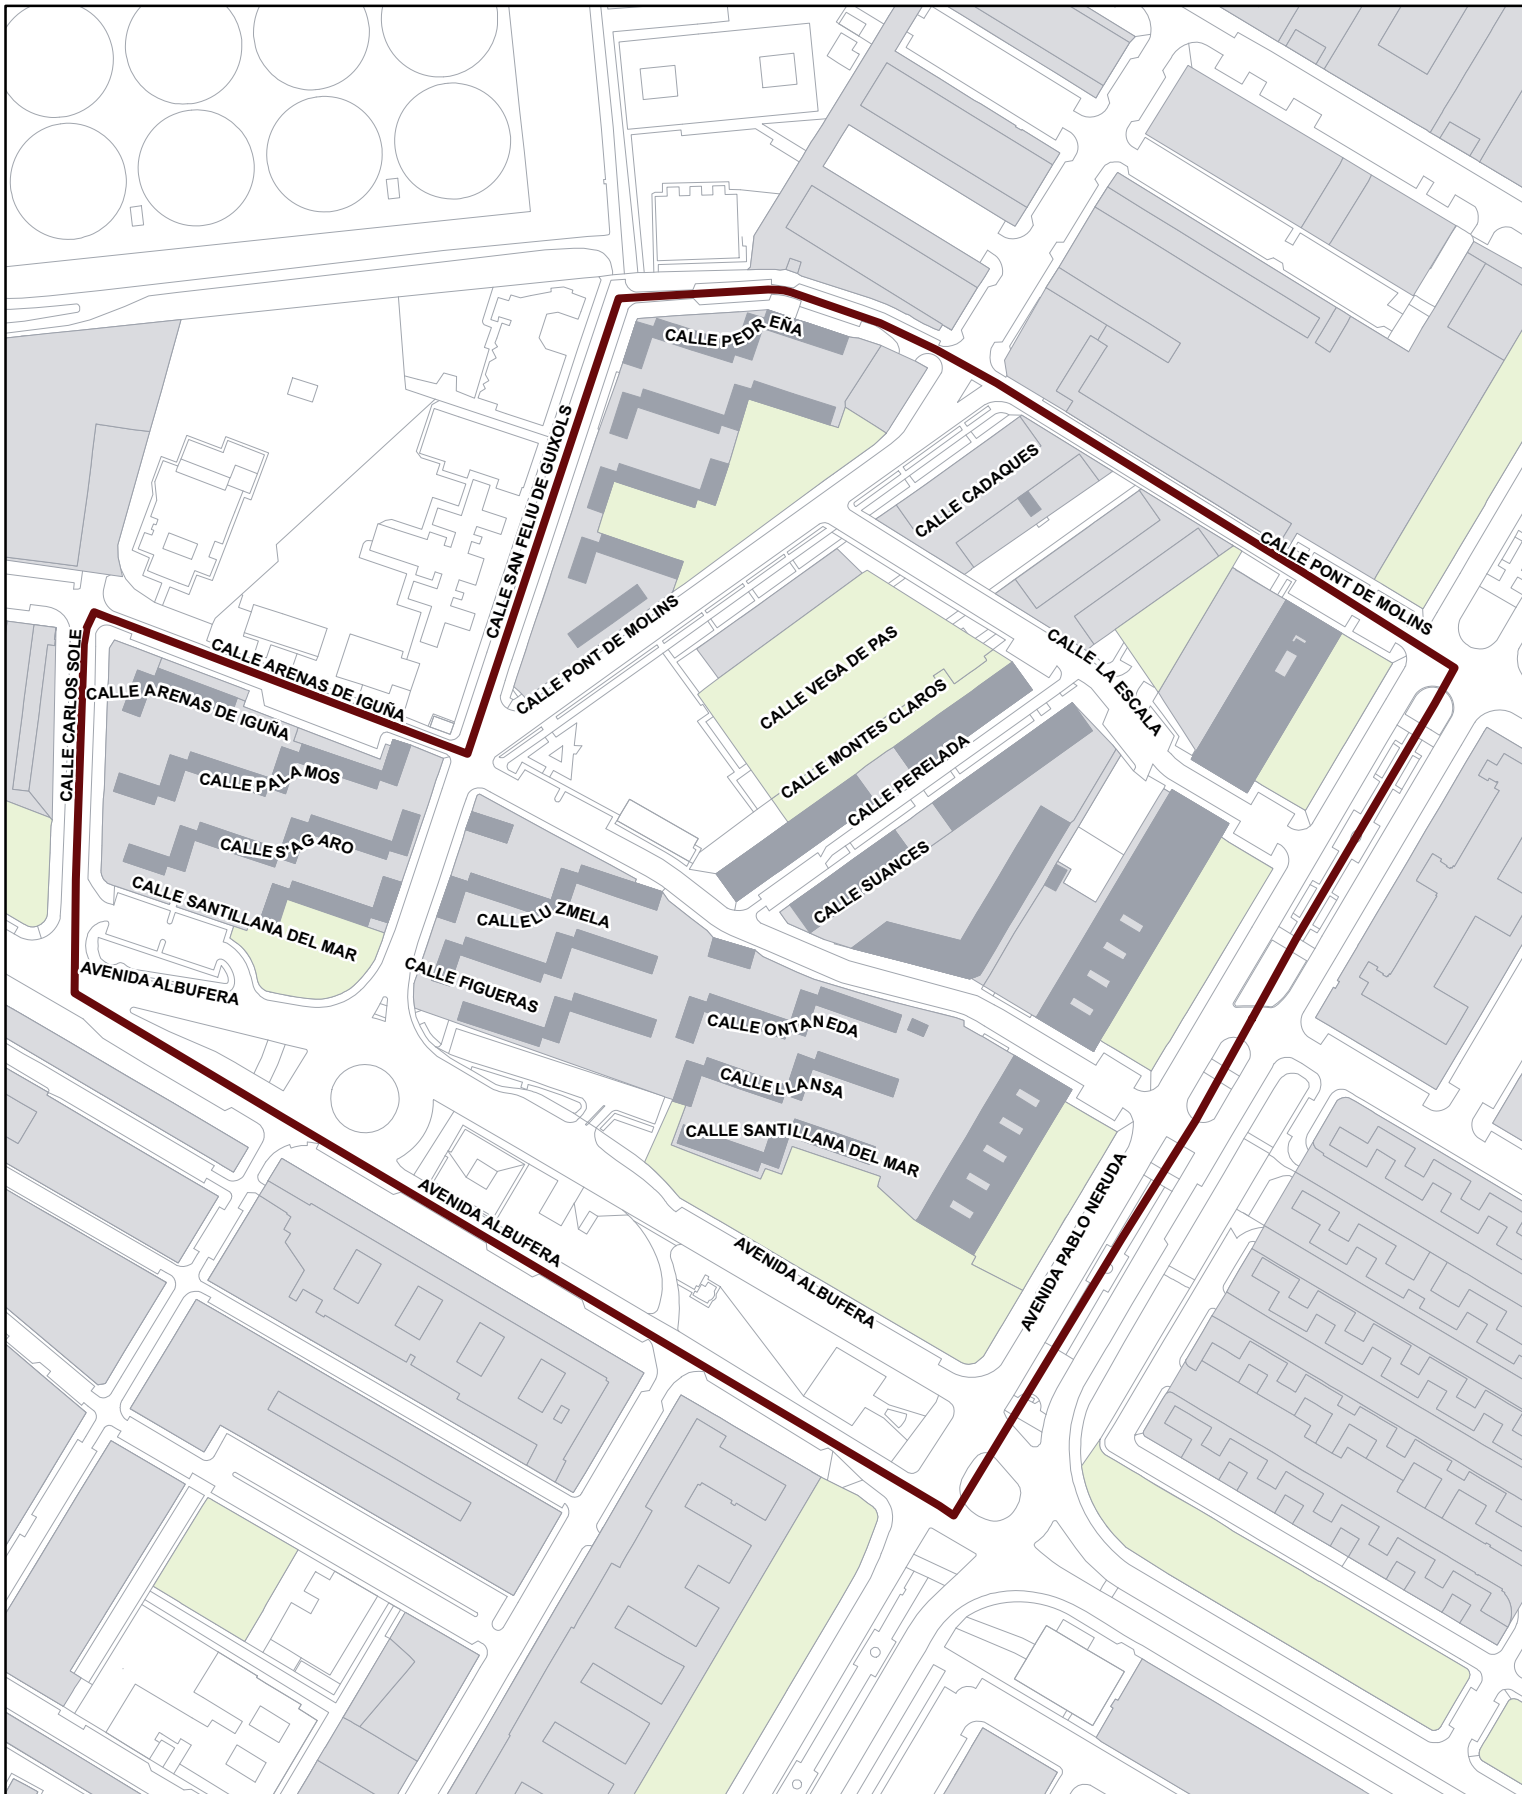 CALLE PEDREÑA
CALLE SAN FELIU DE GUIXOLS
CALLE CADAQUES
CALLE PONT DE MOLINS
CALLE PONT DE MOLINS
CALLE CARLOS SOLE
CALLE ARENAS DE IGUÑA
CALLE ARENAS DE IGUÑA
CALLE VEGA DE PAS
CALLE LA ESCALA
CALLE MONTES CLAROS
CALLE PERELADA
CALLE PALAMOS
CALLE S'AGARO
CALLE SUANCES
CALLE SANTILLANA DEL MAR
CALLE LUZMELA
AVENIDA ALBUFERA
CALLE FIGUERAS
CALLE ONTANEDA
CALLE LLANSA
CALLE SANTILLANA DEL MAR
AVENIDA ALBUFERA
AVENIDA PABLO NERUDA
AVENIDA ALBUFERA